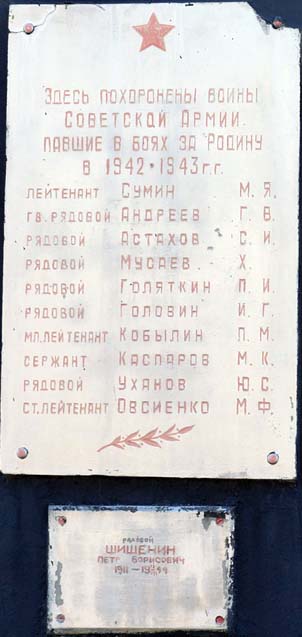 Здесь похоронены воины
Советской Армии
павшие в боях за Родину
в 1942-1943 г.г.
лейтенант Сумин М. Я.
гв. рядовой Андреев Г. В.
рядовой Астахов С. И.
рядовой Мусаев Х.
рядовой Голяткин П. И.
рядовой Головин И. Г.
мл. лейтенант Кобылин П. М.
сержант Каспаров М. К.
рядовой Уханов Ю. С.
ст. лейтенант Овсиенко М. Ф.
рядовой
Шишенин
Петр Борисович